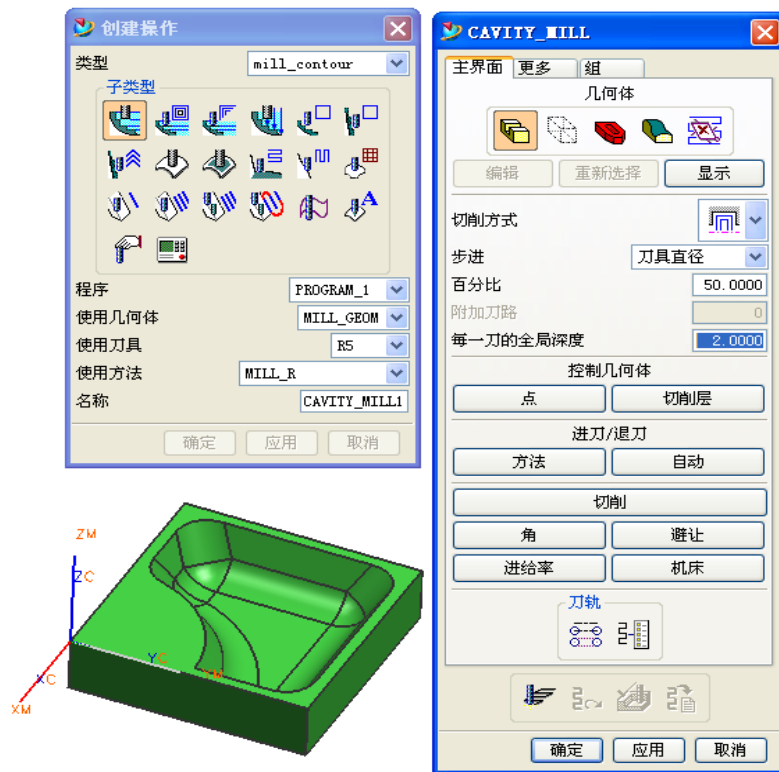 创建操作
类型
mill_contour
子类型
A
程序
PROGRAM_1
使用几何体
MILL_GEOM
使用刀具
R5
使用方法
MILL_R
名称
CAVITY_MILL1
确定 应用 取消
ZM
ZC
YC
YM
XC
XM
CAVITY_MILL
主界面 更多 组
几何体
编辑 重新选择 显示
切削方式
步进
刀具直径
百分比
50.0000
附加刀路
0
每一刀的全局深度
2.0000
控制几何体
点 切削层
进刀/退刀
方法 自动
切削
角 避让
进给率 机床
刀轨
确定 应用 取消